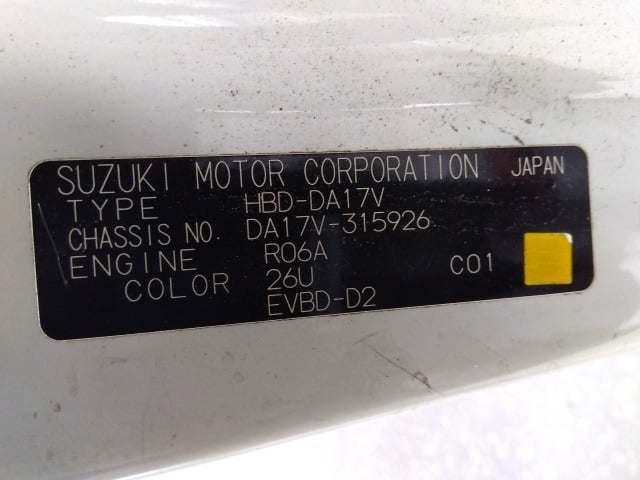 SUZUKI MOTOR CORPORATION JAPAN
TYPE HBD-DA17V
CHASSIS NO. DA17V-315926
ENGINE R06A
COLOR 26U C01
EVBD-D2